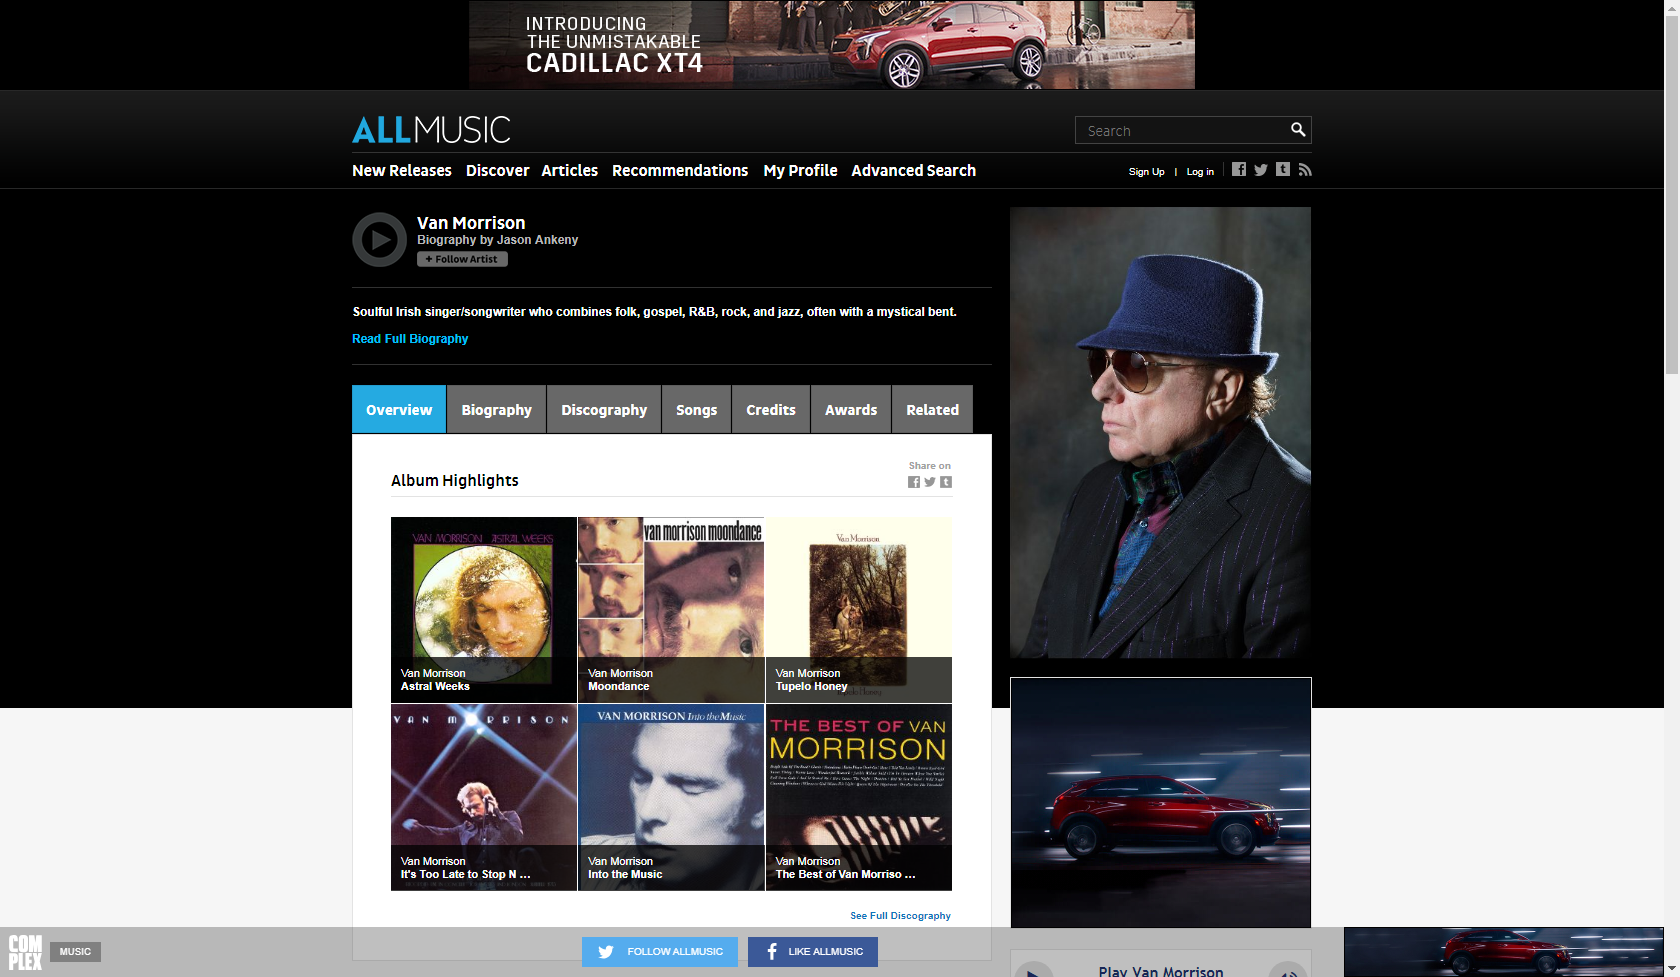 INTRODUCING
THE UNMISTAKABLE
CADILLAC XT4
ALLMUSIC
Search
New Releases Discover Articles Recommendations My Profile Advanced Search
Sign Up | Log in
Van Morrison
Biography by Jason Ankeny
+ Follow Artist
Soulful Irish singer/songwriter who combines folk, gospel, R&B, rock, and jazz, often with a mystical bent.
Read Full Biography
Overview Biography Discography Songs Credits Awards Related
Share on
Album Highlights
VAN MORRISON ASTRAL WEEKS
van morrison moondance
Van Morrison
Tupelo Honey
Van Morrison
Astral Weeks
Van Morrison
Moondance
Van Morrison
Tupelo Honey
VAN MORRISON
VAN MORRISON Into the Music
THE BEST OF VAN
MORRISON
Van Morrison
It's Too Late to Stop N ...
Van Morrison
Into the Music
Van Morrison
The Best of Van Morriso ...
See Full Discography
COM
PLEX
MUSIC
FOLLOW ALLMUSIC
LIKE ALLMUSIC
Play Van Morrison